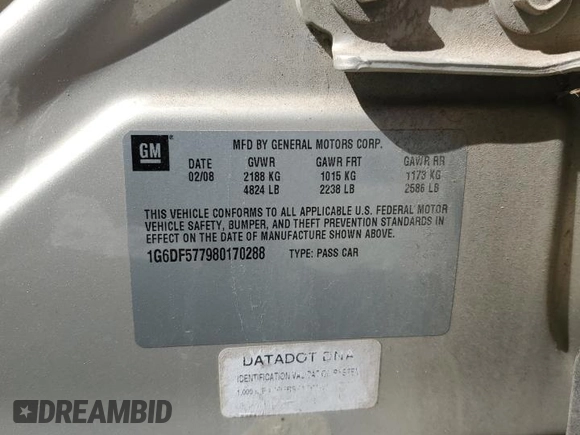 GM
MFD BY GENERAL MOTORS CORP.
DATE GVWR GAWR FRT GAWR RR
02/08 2188 KG 1015 KG 1173 KG
4824 LB 2238 LB 2586 LB
THIS VEHICLE CONFORMS TO ALL APPLICABLE U.S. FEDERAL MOTOR
VEHICLE SAFETY, BUMPER, AND THEFT PREVENTION STANDARDS IN
EFFECT ON THE DATE OF MANUFACTURE SHOWN ABOVE.
1G6DF577980170288 TYPE: PASS CAR
DATADOT DNA
IDENTIFICATION
DREAMBID